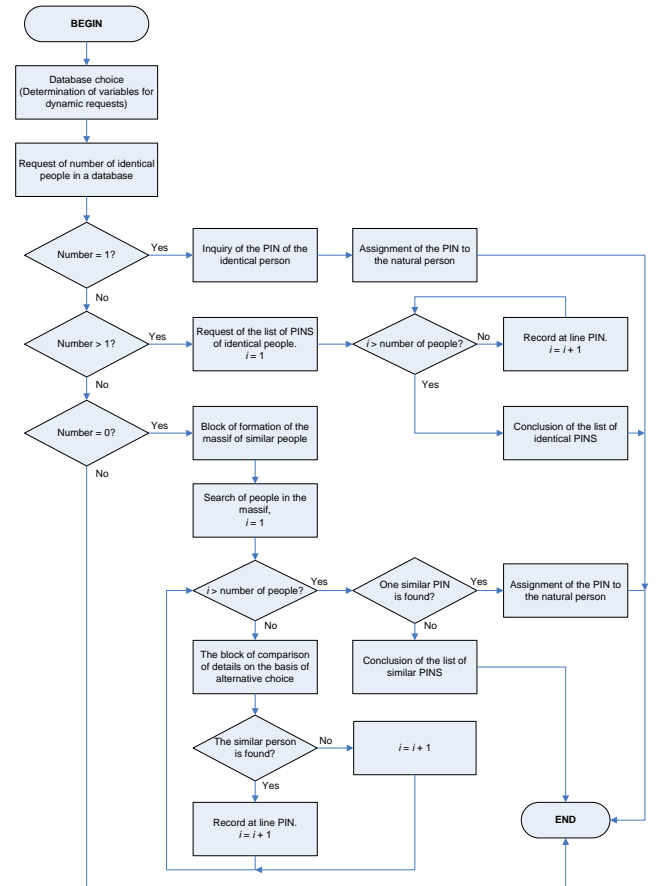 BEGIN
Database choice
(Determination of variables for
dynamic requests)
Request of number of identical
people in a database
Number = 1?
Yes
Inquiry of the PIN of the
identical person
Assignment of the PIN to
the natural person
No
Number > 1?
Yes
Request of the list of PINS
of identical people.
i = 1
i > number of people?
No
Record at line PIN.
i = i + 1
Yes
No
Number = 0?
Yes
Block of formation of the
massif of similar people
Conclusion of the list of
identical PINS
No
Search of people in the
massif,
i = 1
i > number of people?
Yes
One similar PIN
is found?
Yes
Assignment of the PIN to
the natural person
No
No
The block of comparison
of details on the basis of
alternative choice
Conclusion of the list of
similar PINS
The similar person
is found?
No
i = i + 1
Yes
Record at line PIN.
i = i + 1
END